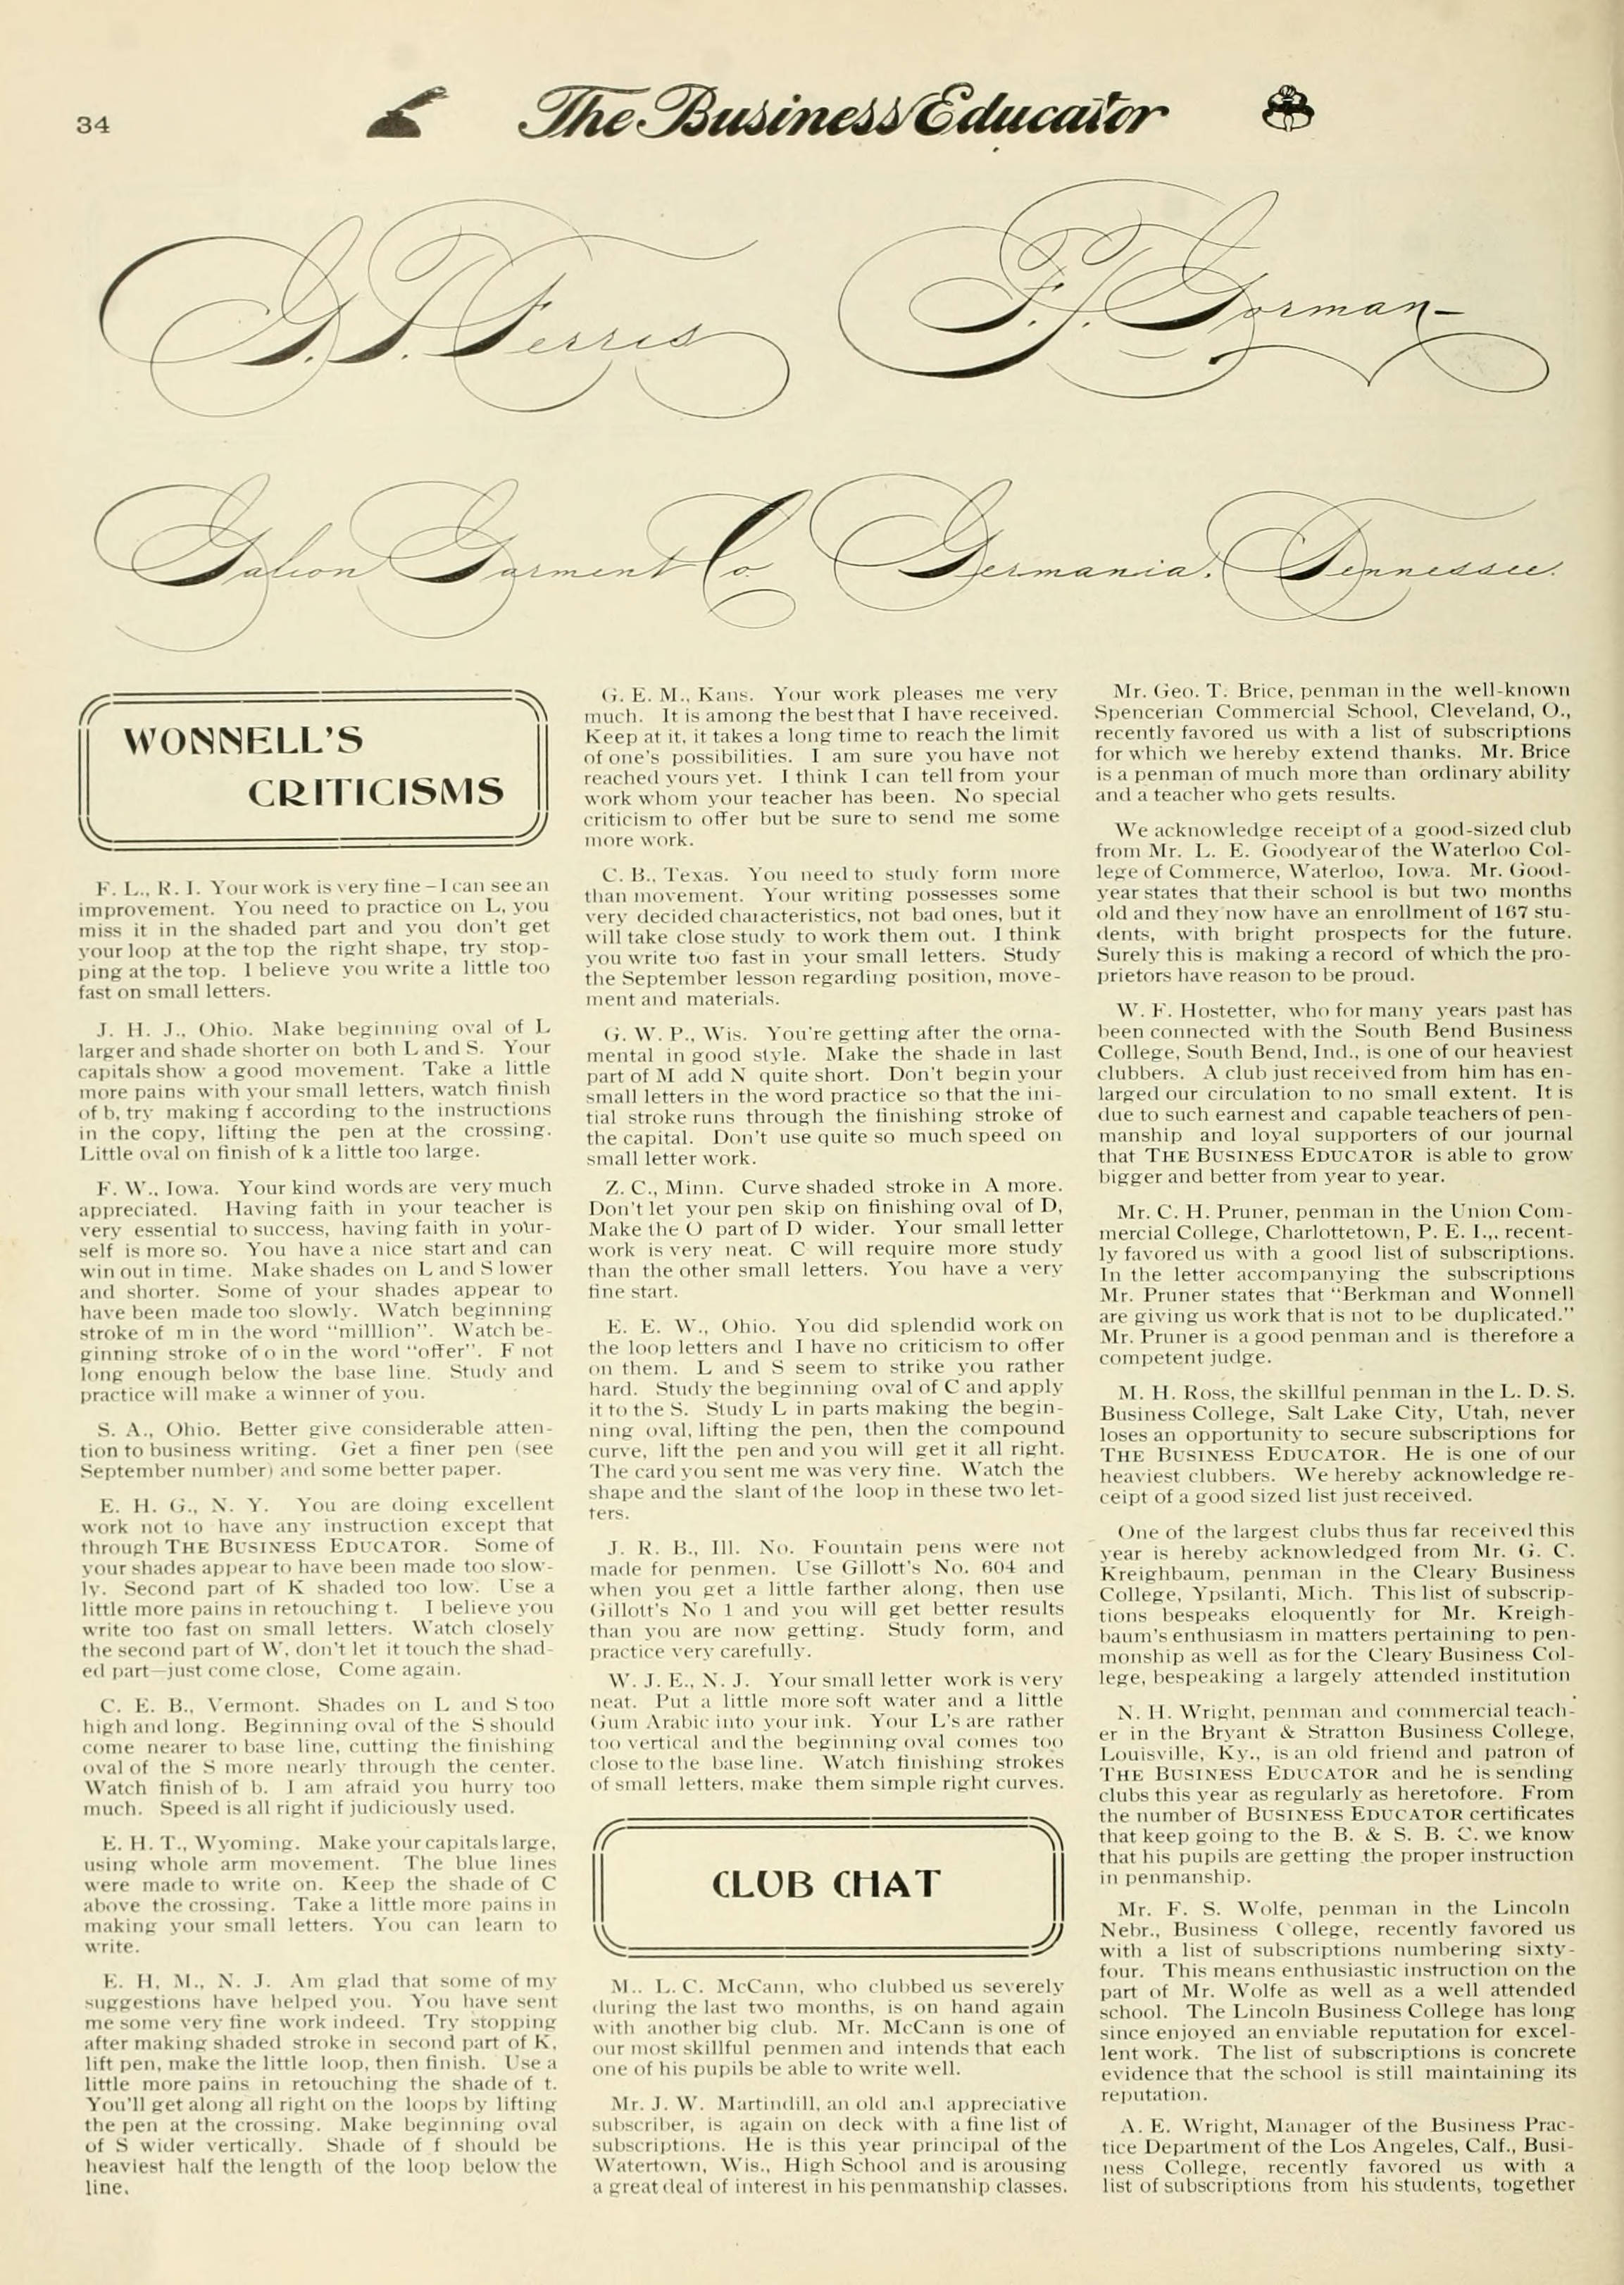 34
The Business Educator
G. T. Ferris
F. J. Gorman
Galion Garment Co. Germania, Tennessee.
WONNELL'S
CRITICISMS
F. L., R. I. Your work is very fine—I can see an
improvement. You need to practice on L, you
miss it in the shaded part and you don't get
your loop at the top the right shape, try stop-
ping at the top. I believe you write a little too
fast on small letters.
J. H. J., Ohio. Make beginning oval of L
larger and shade shorter on both L and S. Your
capitals show a good movement. Take a little
more pains with your small letters, watch finish
of b, try making f according to the instructions
in the copy, lifting the pen at the crossing.
Little oval on finish of k a little too large.
F. W., Iowa. Your kind words are very much
appreciated. Having faith in your teacher is
very essential to success, having faith in your-
self is more so. You have a nice start and can
win out in time. Make shades on L and S lower
and shorter. Some of your shades appear to
have been made too slowly. Watch beginning
stroke of m in the word "milllion". Watch be-
ginning stroke of o in the word "offer". F not
long enough below the base line. Study and
practice will make a winner of you.
S. A., Ohio. Better give considerable atten-
tion to business writing. Get a finer pen (see
September number) and some better paper.
E. H. G., N. Y. You are doing excellent
work not to have any instruction except that
through THE BUSINESS EDUCATOR. Some of
your shades appear to have been made too slow-
ly. Second part of K shaded too low. Use a
little more pains in retouching t. I believe you
write too fast on small letters. Watch closely
the second part of W, don't let it touch the shad-
ed part—just come close, Come again.
C. E. B., Vermont. Shades on L and S too
high and long. Beginning oval of the S should
come nearer to base line, cutting the finishing
oval of the S more nearly through the center.
Watch finish of b. I am afraid you hurry too
much. Speed is all right if judiciously used.
E. H. T., Wyoming. Make your capitals large,
using whole arm movement. The blue lines
were made to write on. Keep the shade of C
above the crossing. Take a little more pains in
making your small letters. You can learn to
write.
E. H, M., N. J. Am glad that some of my
suggestions have helped you. You have sent
me some very fine work indeed. Try stopping
after making shaded stroke in second part of K,
lift pen, make the little loop, then finish. Use a
little more pains in retouching the shade of t.
You'll get along all right on the loops by lifting
the pen at the crossing. Make beginning oval
of S wider vertically. Shade of f should be
heaviest half the length of the loop below the
line.
G. E. M., Kans. Your work pleases me very
much. It is among the best that I have received.
Keep at it, it takes a long time to reach the limit
of one's possibilities. I am sure you have not
reached yours yet. I think I can tell from your
work whom your teacher has been. No special
criticism to offer but be sure to send me some
more work.
C. B., Texas. You need to study form more
than movement. Your writing possesses some
very decided characteristics, not bad ones, but it
will take close study to work them out. I think
you write too fast in your small letters. Study
the September lesson regarding position, move-
ment and materials.
G. W. P., Wis. You're getting after the orna-
mental in good style. Make the shade in last
part of M add N quite short. Don't begin your
small letters in the word practice so that the ini-
tial stroke runs through the finishing stroke of
the capital. Don't use quite so much speed on
small letter work.
Z. C., Minn. Curve shaded stroke in A more.
Don't let your pen skip on finishing oval of D,
Make the O part of D wider. Your small letter
work is very neat. C will require more study
than the other small letters. You have a very
fine start.
E. E. W., Ohio. You did splendid work on
the loop letters and I have no criticism to offer
on them. L and S seem to strike you rather
hard. Study the beginning oval of C and apply
it to the S. Study L in parts making the begin-
ning oval, lifting the pen, then the compound
curve, lift the pen and you will get it all right.
The card you sent me was very fine. Watch the
shape and the slant of the loop in these two let-
ters.
J. R. B., Ill. No. Fountain pens were not
made for penmen. Use Gillott's No. 604 and
when you get a little farther along, then use
Gillott's No 1 and you will get better results
than you are now getting. Study form, and
practice very carefully.
W. J. E., N. J. Your small letter work is very
neat. Put a little more soft water and a little
Gum Arabic into your ink. Your L's are rather
too vertical and the beginning oval comes too
close to the base line. Watch finishing strokes
of small letters, make them simple right curves.
CLUB CHAT
M.. L. C. McCann, who clubbed us severely
during the last two months, is on hand again
with another big club. Mr. McCann is one of
our most skillful penmen and intends that each
one of his pupils be able to write well.
Mr. J. W. Martindill, an old and appreciative
subscriber, is again on deck with a fine list of
subscriptions. He is this year principal of the
Watertown, Wis., High School and is arousing
a great deal of interest in his penmanship classes.
Mr. Geo. T. Brice, penman in the well-known
Spencerian Commercial School, Cleveland, O.,
recently favored us with a list of subscriptions
for which we hereby extend thanks. Mr. Brice
is a penman of much more than ordinary ability
and a teacher who gets results.
We acknowledge receipt of a good-sized club
from Mr. L. E. Goodyear of the Waterloo Col-
lege of Commerce, Waterloo, Iowa. Mr. Good-
year states that their school is but two months
old and they now have an enrollment of 167 stu-
dents, with bright prospects for the future.
Surely this is making a record of which the pro-
prietors have reason to be proud.
W. F. Hostetter, who for many years past has
been connected with the South Bend Business
College, South Bend, Ind., is one of our heaviest
clubbers. A club just received from him has en-
larged our circulation to no small extent. It is
due to such earnest and capable teachers of pen-
manship and loyal supporters of our journal
that THE BUSINESS EDUCATOR is able to grow
bigger and better from year to year.
Mr. C. H. Pruner, penman in the Union Com-
mercial College, Charlottetown, P. E. I.,, recent-
ly favored us with a good list of subscriptions.
In the letter accompanying the subscriptions
Mr. Pruner states that "Berkman and Wonnell
are giving us work that is not to be duplicated."
Mr. Pruner is a good penman and is therefore a
competent judge.
M. H. Ross, the skillful penman in the L. D. S.
Business College, Salt Lake City, Utah, never
loses an opportunity to secure subscriptions for
THE BUSINESS EDUCATOR. He is one of our
heaviest clubbers. We hereby acknowledge re-
ceipt of a good sized list just received.
One of the largest clubs thus far received this
year is hereby acknowledged from Mr. G. C.
Kreighbaum, penman in the Cleary Business
College, Ypsilanti, Mich. This list of subscrip-
tions bespeaks eloquently for Mr. Kreigh-
baum's enthusiasm in matters pertaining to pen-
monship as well as for the Cleary Business Col-
lege, bespeaking a largely attended institution
N. H. Wright, penman and commercial teach-
er in the Bryant & Stratton Business College,
Louisville, Ky., is an old friend and patron of
THE BUSINESS EDUCATOR and he is sending
clubs this year as regularly as heretofore. From
the number of BUSINESS EDUCATOR certificates
that keep going to the B. & S. B. C. we know
that his pupils are getting the proper instruction
in penmanship.
Mr. F. S. Wolfe, penman in the Lincoln
Nebr., Business College, recently favored us
with a list of subscriptions numbering sixty-
four. This means enthusiastic instruction on the
part of Mr. Wolfe as well as a well attended
school. The Lincoln Business College has long
since enjoyed an enviable reputation for excel-
lent work. The list of subscriptions is concrete
evidence that the school is still maintaining its
reputation.
A. E. Wright, Manager of the Business Prac-
tice Department of the Los Angeles, Calf., Busi-
ness College, recently favored us with a
list of subscriptions from his students, together